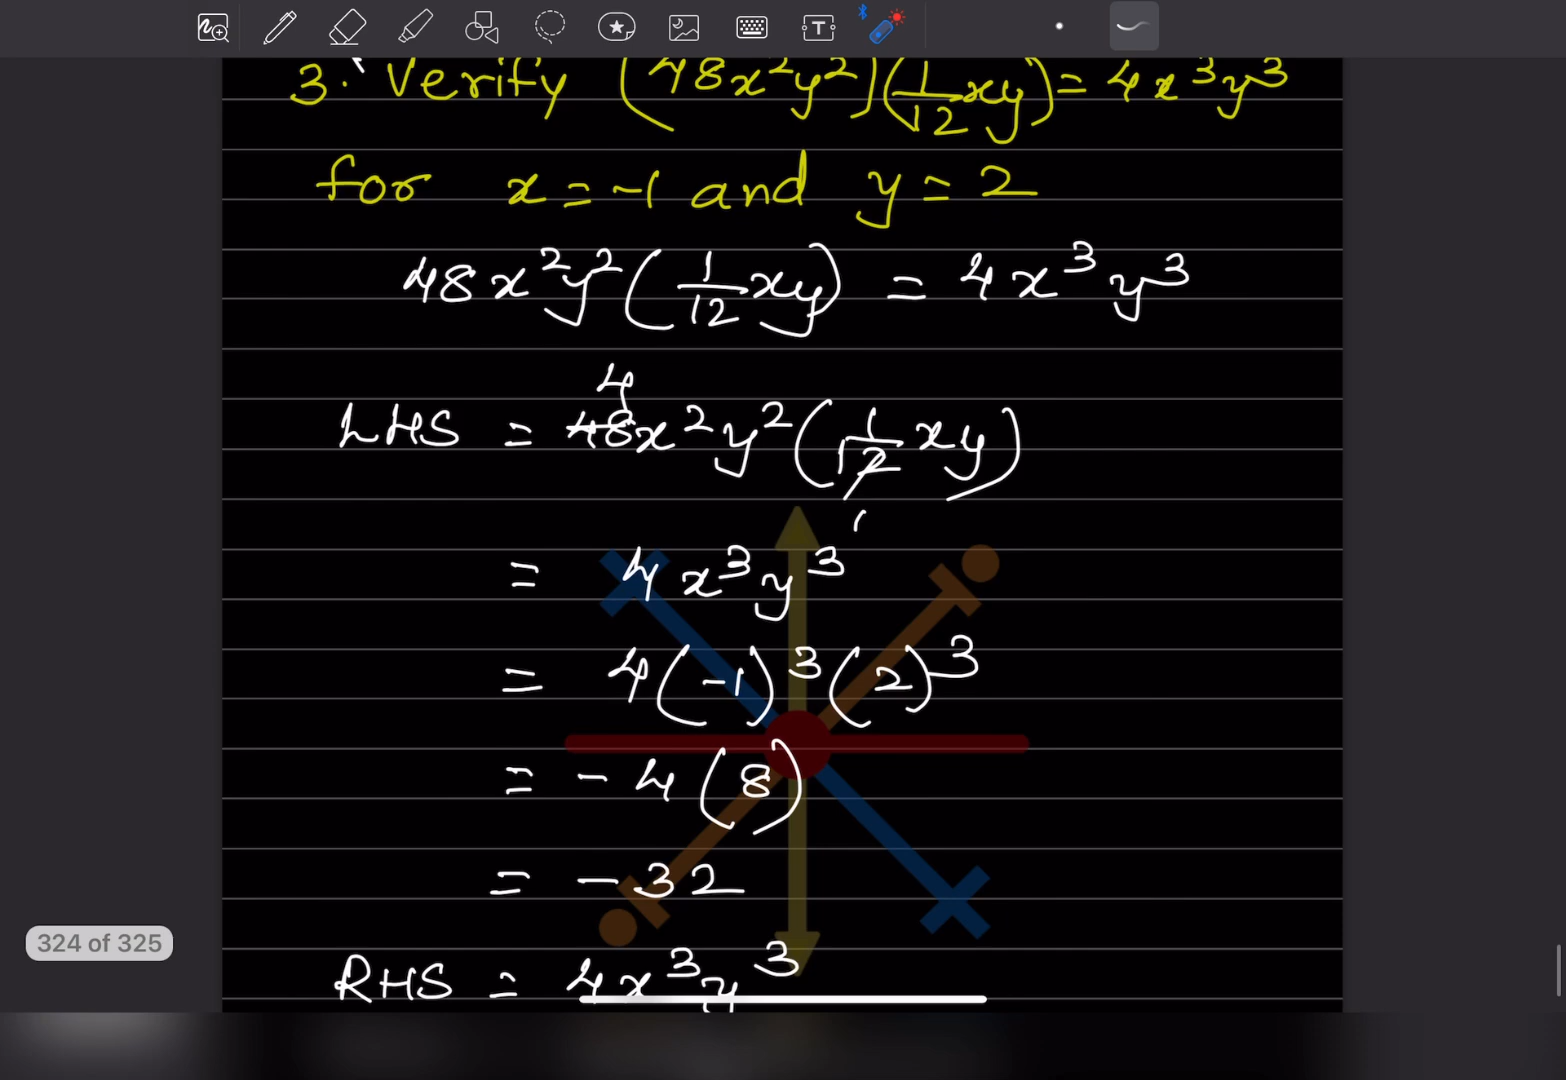 3. Verify (48x²y²)(1/12 xy) = 4x³y³
for x = -1 and y = 2
48x²y²(1/12 xy) = 4x³y³
4
LHS = 48x²y²(1/12 xy)
1
= 4x³y³
= 4(-1)³(2)³
= -4(8)
= -32
324 of 325
RHS = 4x³y³